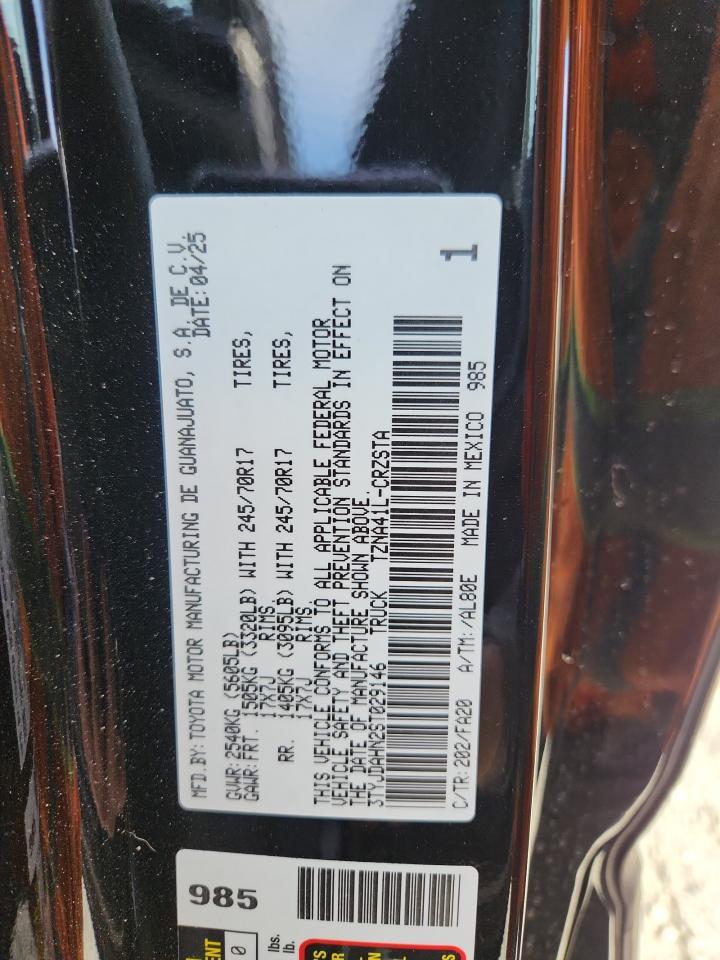 MFD.BY:TOYOTA MOTOR MANUFACTURING DE GUANAJUATO, S.A. DE C.V.
DATE:04/25
GVWR:2540KG (5605LB)
GAWR:FRT. 1505KG (3320LB) WITH 245/70R17 TIRES,
17X7J RIMS
RR. 1405KG (3095LB) WITH 245/70R17 TIRES,
17X7J RIMS
THIS VEHICLE CONFORMS TO ALL APPLICABLE FEDERAL MOTOR
VEHICLE SAFETY AND THEFT PREVENTION STANDARDS IN EFFECT ON
THE DATE OF MANUFACTURE SHOWN ABOVE.
3TYJDAHN2ST029146 TRUCK TZNA41L-CRZSTA
C/TR:202/FA20 A/TM:/AL80E MADE IN MEXICO 985
1
985
0
lbs.
lb.